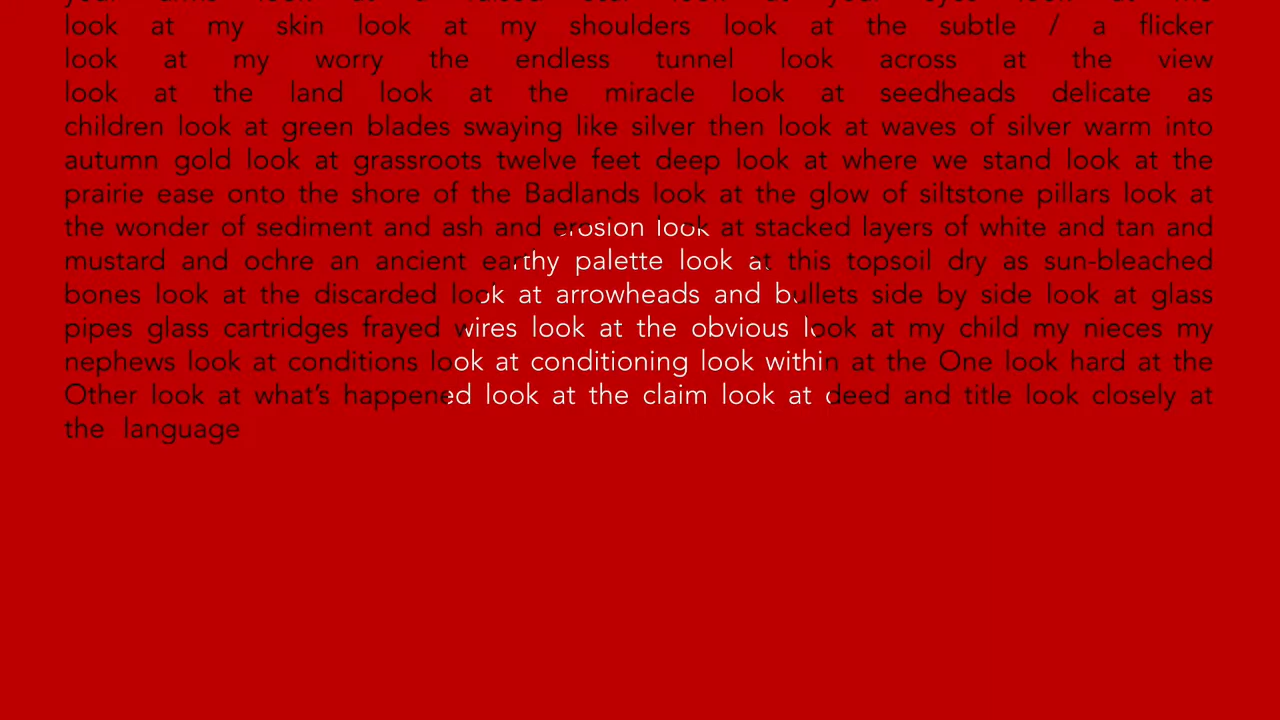 look at my skin look at my shoulders look at the subtle / a flicker
look at my worry the endless tunnel look across at the view
look at the land look at the miracle look at seedheads delicate as
children look at green blades swaying like silver then look at waves of silver warm into
autumn gold look at grassroots twelve feet deep look at where we stand look at the
prairie ease onto the shore of the Badlands look at the glow of siltstone pillars look at
the wonder of sediment and ash and erosion look at stacked layers of white and tan and
mustard and ochre an ancient earthy palette look at this topsoil dry as sun-bleached
bones look at the discarded look at arrowheads and bullets side by side look at glass
pipes glass cartridges frayed wires look at the obvious look at my child my nieces my
nephews look at conditions look at conditioning look within at the One look hard at the
Other look at what’s happened look at the claim look at deed and title look closely at
the language